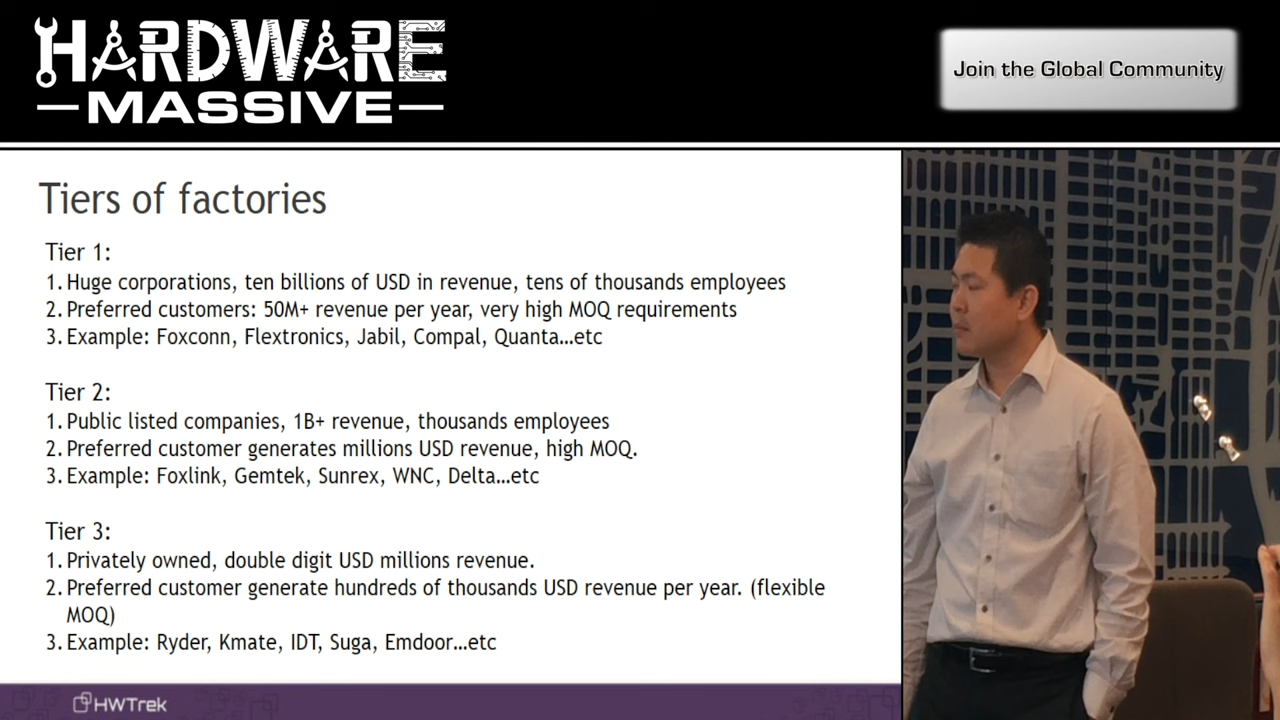 HARDWARE
MASSIVE
Join the Global Community
Tiers of factories
Tier 1:
1. Huge corporations, ten billions of USD in revenue, tens of thousands employees
2. Preferred customers: 50M+ revenue per year, very high MOQ requirements
3. Example: Foxconn, Flextronics, Jabil, Compal, Quanta...etc
Tier 2:
1. Public listed companies, 1B+ revenue, thousands employees
2. Preferred customer generates millions USD revenue, high MOQ.
3. Example: Foxlink, Gemtek, Sunrex, WNC, Delta...etc
Tier 3:
1. Privately owned, double digit USD millions revenue.
2. Preferred customer generate hundreds of thousands USD revenue per year. (flexible
MOQ)
3. Example: Ryder, Kmate, IDT, Suga, Emdoor...etc
HWTrek